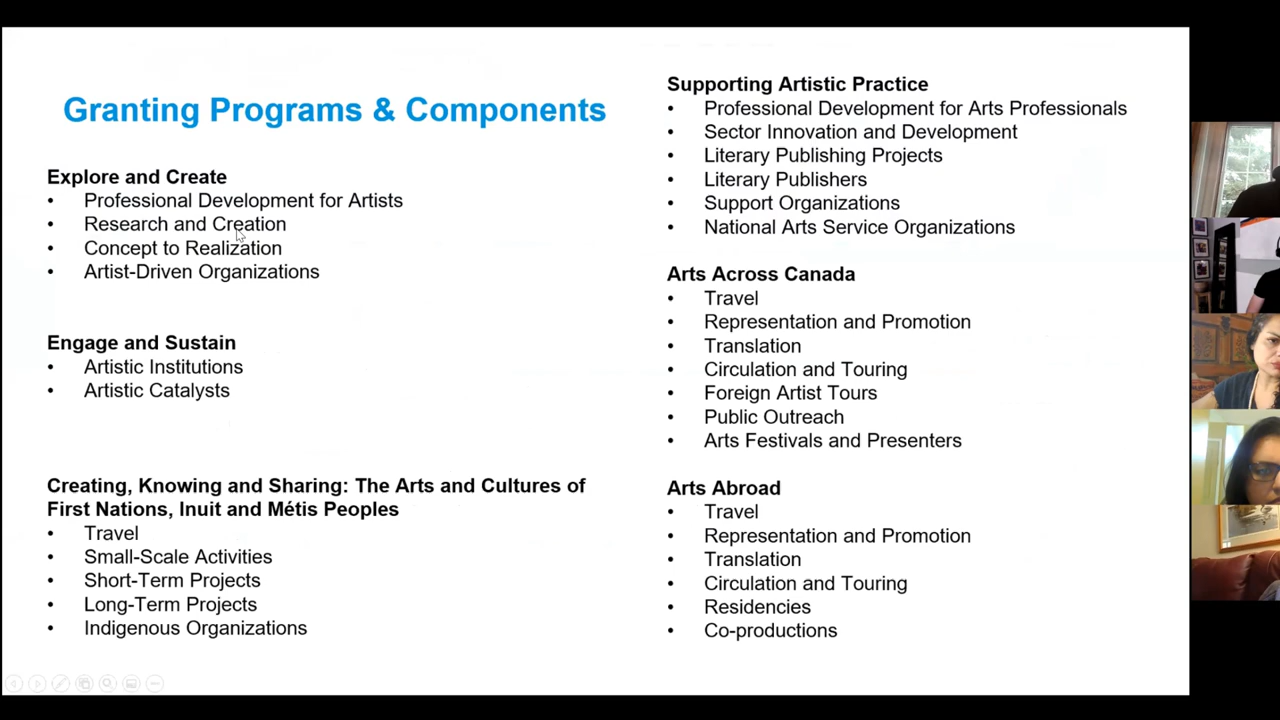 Granting Programs & Components
Explore and Create
• Professional Development for Artists
• Research and Creation
• Concept to Realization
• Artist-Driven Organizations
Engage and Sustain
• Artistic Institutions
• Artistic Catalysts
Creating, Knowing and Sharing: The Arts and Cultures of
First Nations, Inuit and Métis Peoples
• Travel
• Small-Scale Activities
• Short-Term Projects
• Long-Term Projects
• Indigenous Organizations
Supporting Artistic Practice
• Professional Development for Arts Professionals
• Sector Innovation and Development
• Literary Publishing Projects
• Literary Publishers
• Support Organizations
• National Arts Service Organizations
Arts Across Canada
• Travel
• Representation and Promotion
• Translation
• Circulation and Touring
• Foreign Artist Tours
• Public Outreach
• Arts Festivals and Presenters
Arts Abroad
• Travel
• Representation and Promotion
• Translation
• Circulation and Touring
• Residencies
• Co-productions